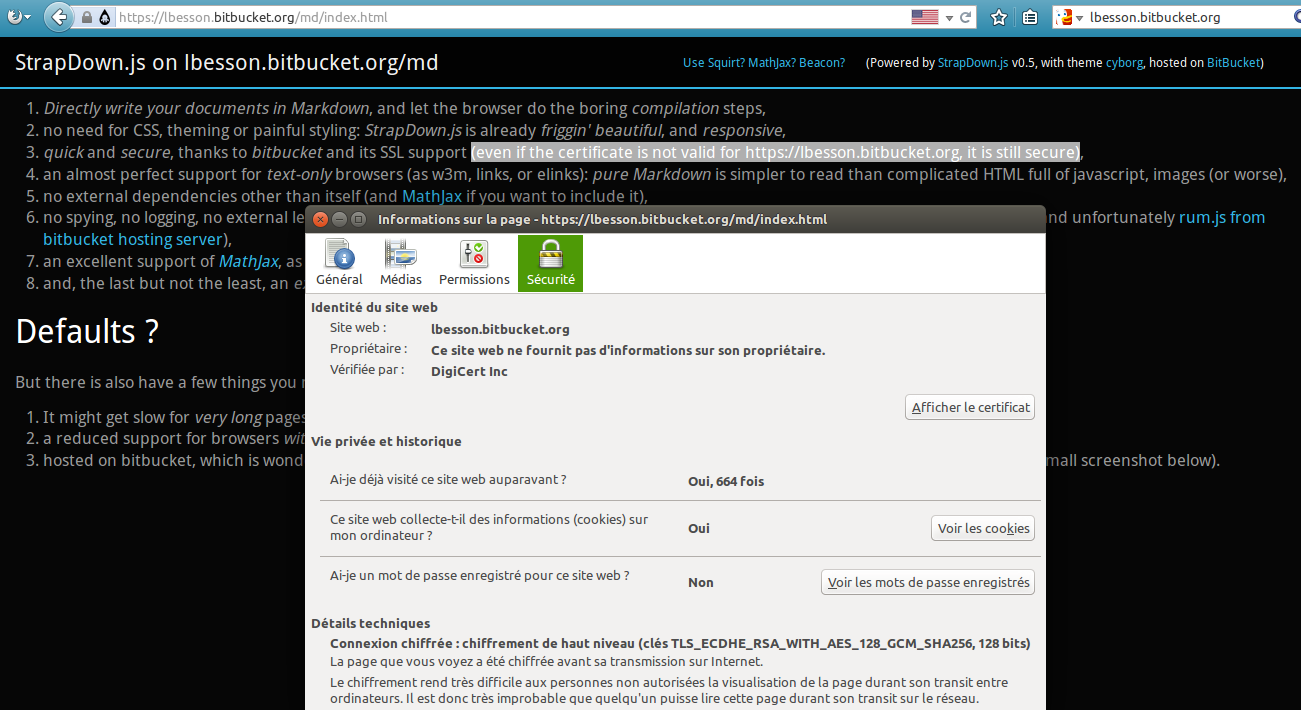 https://lbesson.bitbucket.org/md/index.html
lbesson.bitbucket.org
StrapDown.js on lbesson.bitbucket.org/md
Use Squirt? MathJax? Beacon? (Powered by StrapDown.js v0.5, with theme cyborg, hosted on BitBucket)
1. Directly write your documents in Markdown, and let the browser do the boring compilation steps,
2. no need for CSS, theming or painful styling: StrapDown.js is already friggin' beautiful, and responsive,
3. quick and secure, thanks to bitbucket and its SSL support (even if the certificate is not valid for https://lbesson.bitbucket.org, it is still secure),
4. an almost perfect support for text-only browsers (as w3m, links, or elinks): pure Markdown is simpler to read than complicated HTML full of javascript, images (or worse),
5. no external dependencies other than itself (and MathJax if you want to include it),
6. no spying, no logging, no external le nd unfortunately rum.js from
bitbucket hosting server),
7. an excellent support of MathJax, as
8. and, the last but not the least, an e
Defaults ?
But there is also have a few things you
1. It might get slow for very long pages
2. a reduced support for browsers wit
3. hosted on bitbucket, which is wond mall screenshot below).
Informations sur la page - https://lbesson.bitbucket.org/md/index.html
Général
Médias
Permissions
Sécurité
Identité du site web
Site web : lbesson.bitbucket.org
Propriétaire : Ce site web ne fournit pas d'informations sur son propriétaire.
Vérifiée par : DigiCert Inc
Afficher le certificat
Vie privée et historique
Ai-je déjà visité ce site web auparavant ? Oui, 664 fois
Ce site web collecte-t-il des informations (cookies) sur
mon ordinateur ?
Oui
Voir les cookies
Ai-je un mot de passe enregistré pour ce site web ? Non
Voir les mots de passe enregistrés
Détails techniques
Connexion chiffrée : chiffrement de haut niveau (clés TLS_ECDHE_RSA_WITH_AES_128_GCM_SHA256, 128 bits)
La page que vous voyez a été chiffrée avant sa transmission sur Internet.
Le chiffrement rend très difficile aux personnes non autorisées la visualisation de la page durant son transit entre
ordinateurs. Il est donc très improbable que quelqu'un puisse lire cette page durant son transit sur le réseau.